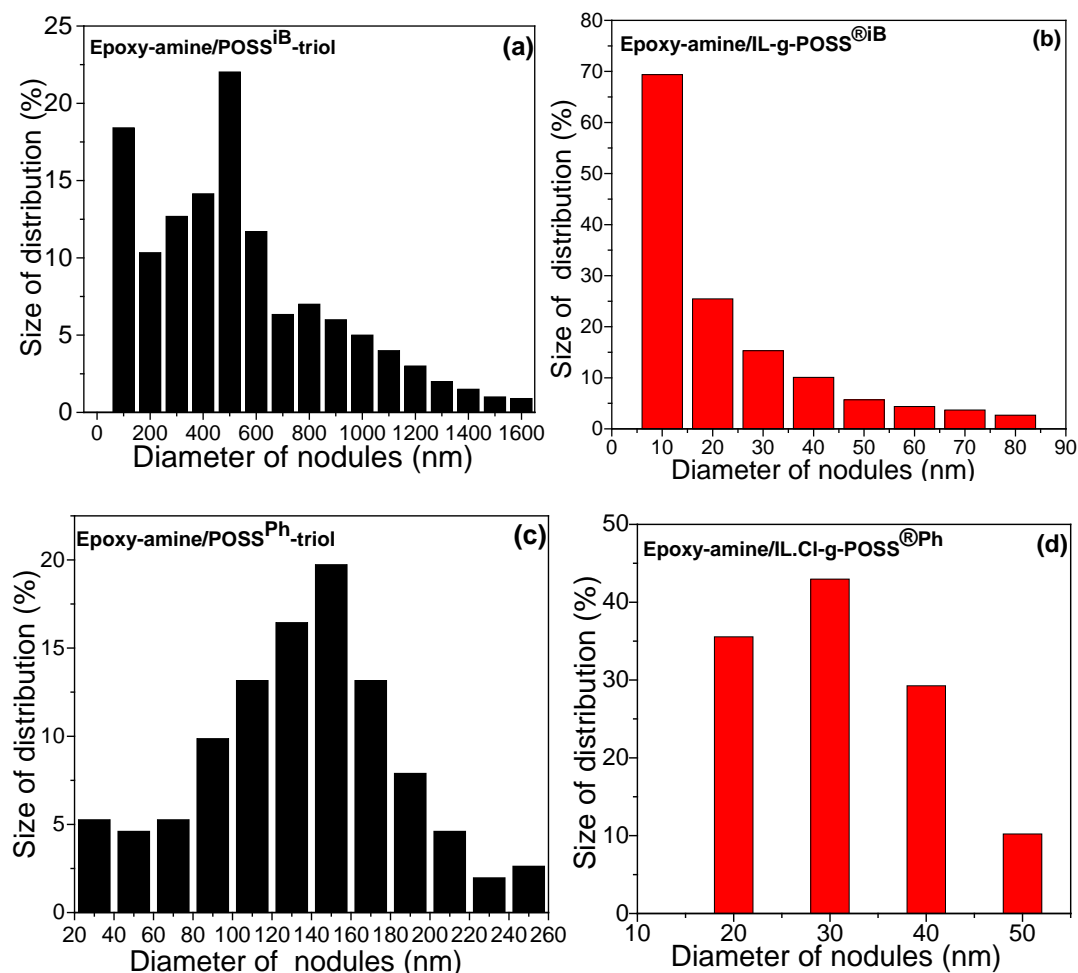 Epoxy-amine/POSS^iB-triol
(a)
Size of distribution (%)
25
20
15
10
5
0
0 200 400 600 800 1000 1200 1400 1600
Diameter of nodules (nm)
Epoxy-amine/IL-g-POSS^®iB
(b)
Size of distribution (%)
80
70
60
50
40
30
20
10
0
0 10 20 30 40 50 60 70 80 90
Diameter of nodules (nm)
Epoxy-amine/POSS^Ph-triol
(c)
Size of distribution (%)
20
15
10
5
0
20 40 60 80 100 120 140 160 180 200 220 240 260
Diameter of nodules (nm)
Epoxy-amine/IL.Cl-g-POSS^®Ph
(d)
Size of distribution (%)
50
40
30
20
10
0
10 20 30 40 50
Diameter of nodules (nm)